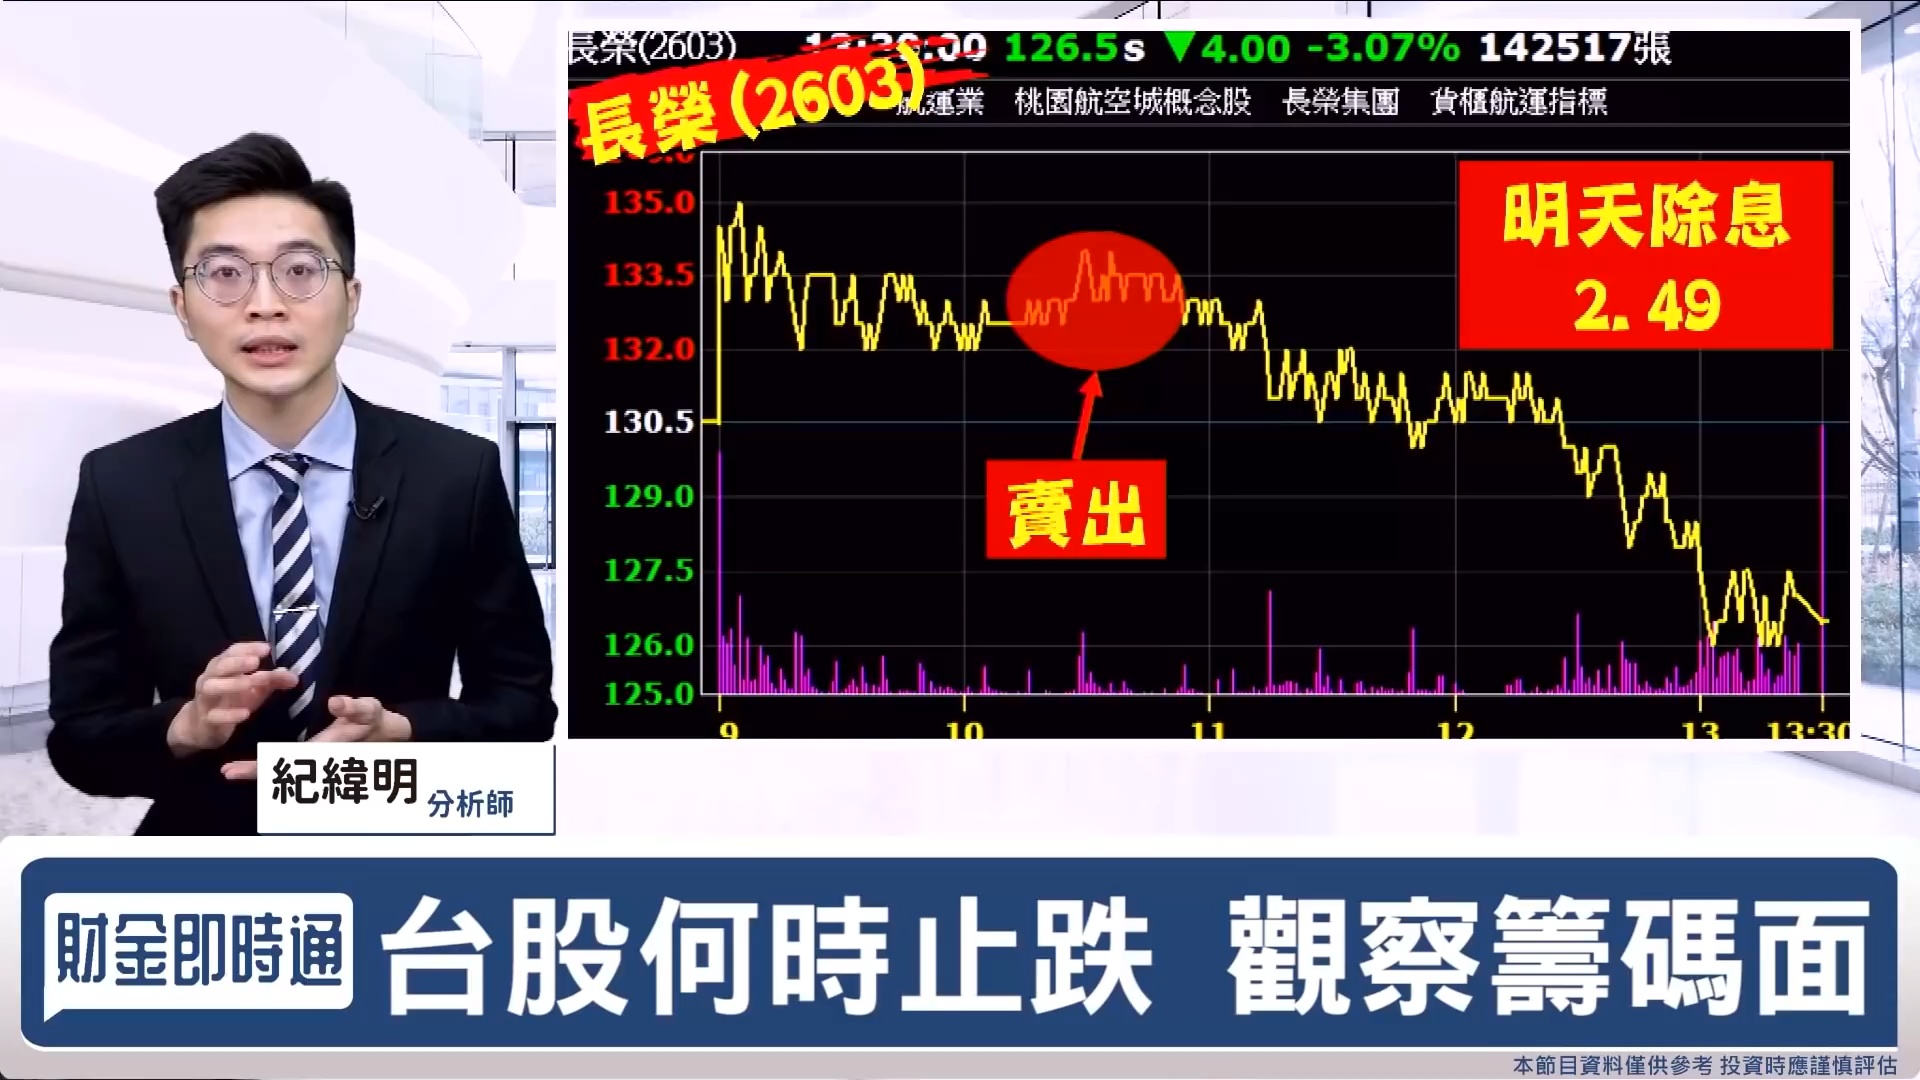 長榮(2603) 13:30:00 126.5s ▼4.00 -3.07% 142517張
長榮(2603)
航運業 桃園航空城概念股 長榮集團 貨櫃航運指標
135.0
133.5
132.0
130.5
129.0
127.5
126.0
125.0
明天除息
2.49
賣出
9 10 11 12 13 13:30
紀緯明 分析師
財金即時通
台股何時止跌 觀察籌碼面
本節目資料僅供參考 投資時應謹慎評估